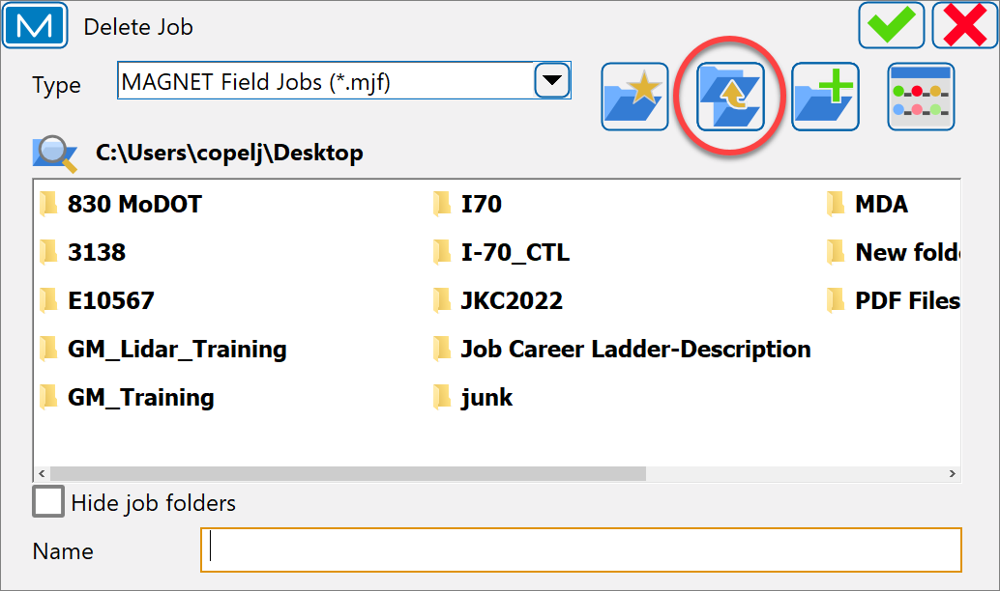 Delete Job
Type MAGNET Field Jobs (*.mjf)
C:\Users\copelj\Desktop
830 MoDOT
3138
E10567
GM_Lidar_Training
GM_Training
I70
I-70_CTL
JKC2022
Job Career Ladder-Description
junk
MDA
New folde
PDF Files
Hide job folders
Name